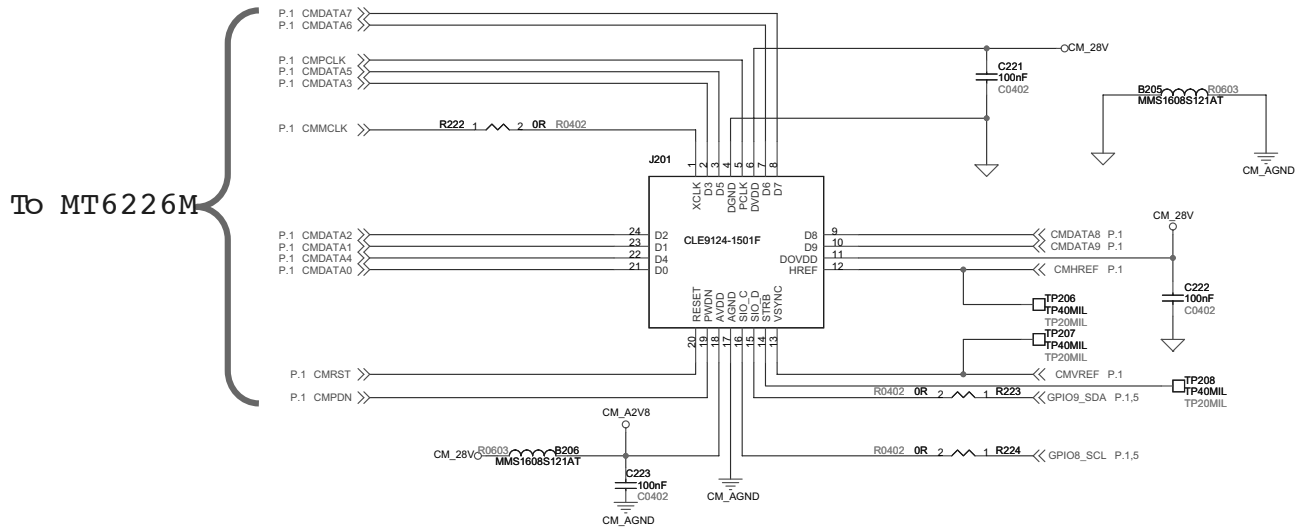 P.1 CMDATA7
P.1 CMDATA6
P.1 CMPCLK
P.1 CMDATA5
P.1 CMDATA3
P.1 CMMCLK
R222 1 2 0R R0402
CM_28V
C221
100nF
C0402
B205 R0603
MMS1608S121AT
CM_AGND
To MT6226M
J201
1 2 3 4 5 6 7 8
XCLK D3 D5 DGND PCLK DVDD D6 D7
CLE9124-1501F
P.1 CMDATA2 24 D2
P.1 CMDATA1 23 D1
P.1 CMDATA4 22 D4
P.1 CMDATA0 21 D0
D8 9 CMDATA8 P.1
D9 10 CMDATA9 P.1
DOVDD 11
HREF 12 CMHREF P.1
CM_28V
C222
100nF
C0402
RESET PWDN AVDD AGND SIO_C SIO_D STRB VSYNC
20 19 18 17 16 15 14 13
TP206
TP40MIL
TP20MIL
TP207
TP40MIL
TP20MIL
P.1 CMRST
CMVREF P.1
TP208
TP40MIL
TP20MIL
P.1 CMPDN
R0402 0R 2 1 R223 GPIO9_SDA P.1,5
CM_A2V8
CM_28V R0603 B206
MMS1608S121AT
R0402 0R 2 1 R224 GPIO8_SCL P.1,5
C223
100nF
C0402
CM_AGND
CM_AGND